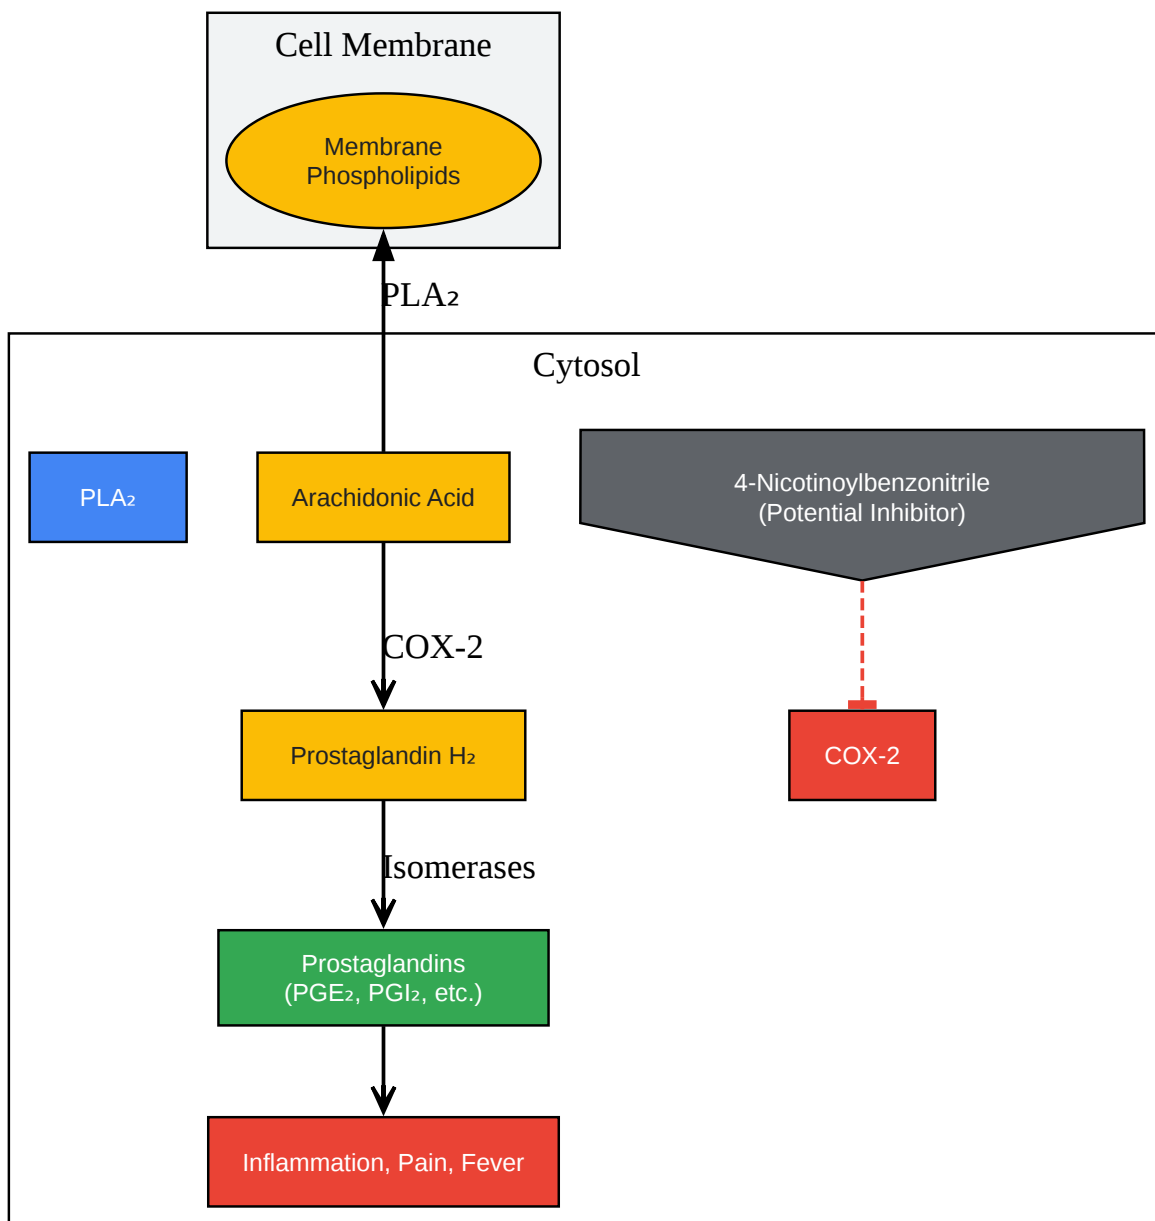 Cell Membrane
Membrane
Phospholipids
PLA₂
Cytosol
PLA₂
Arachidonic Acid
4-Nicotinoylbenzonitrile
(Potential Inhibitor)
COX-2
Prostaglandin H₂
COX-2
Isomerases
Prostaglandins
(PGE₂, PGI₂, etc.)
Inflammation, Pain, Fever